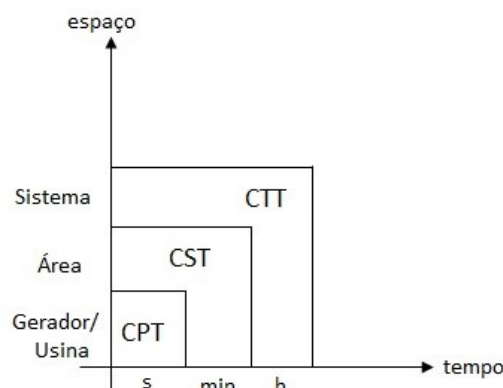 espaço
Sistema
CTT
Área
CST
Gerador/
Usina
CPT
tempo
s
min
h